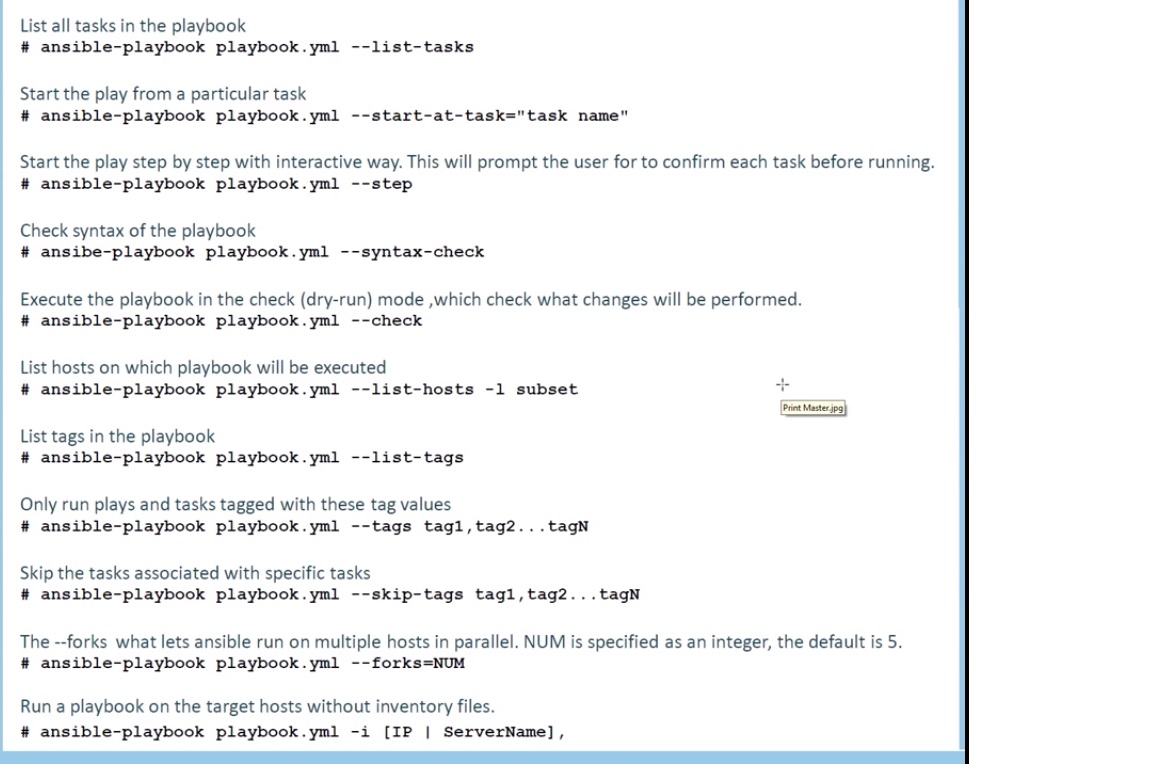 List all tasks in the playbook
# ansible-playbook playbook.yml --list-tasks
Start the play from a particular task
# ansible-playbook playbook.yml --start-at-task="task name"
Start the play step by step with interactive way. This will prompt the user for to confirm each task before running.
# ansible-playbook playbook.yml --step
Check syntax of the playbook
# ansibe-playbook playbook.yml --syntax-check
Execute the playbook in the check (dry-run) mode ,which check what changes will be performed.
# ansible-playbook playbook.yml --check
List hosts on which playbook will be executed
# ansible-playbook playbook.yml --list-hosts -l subset
Print Master.jpg
List tags in the playbook
# ansible-playbook playbook.yml --list-tags
Only run plays and tasks tagged with these tag values
# ansible-playbook playbook.yml --tags tag1,tag2...tagN
Skip the tasks associated with specific tasks
# ansible-playbook playbook.yml --skip-tags tag1,tag2...tagN
The --forks what lets ansible run on multiple hosts in parallel. NUM is specified as an integer, the default is 5.
# ansible-playbook playbook.yml --forks=NUM
Run a playbook on the target hosts without inventory files.
# ansible-playbook playbook.yml -i [IP | ServerName],